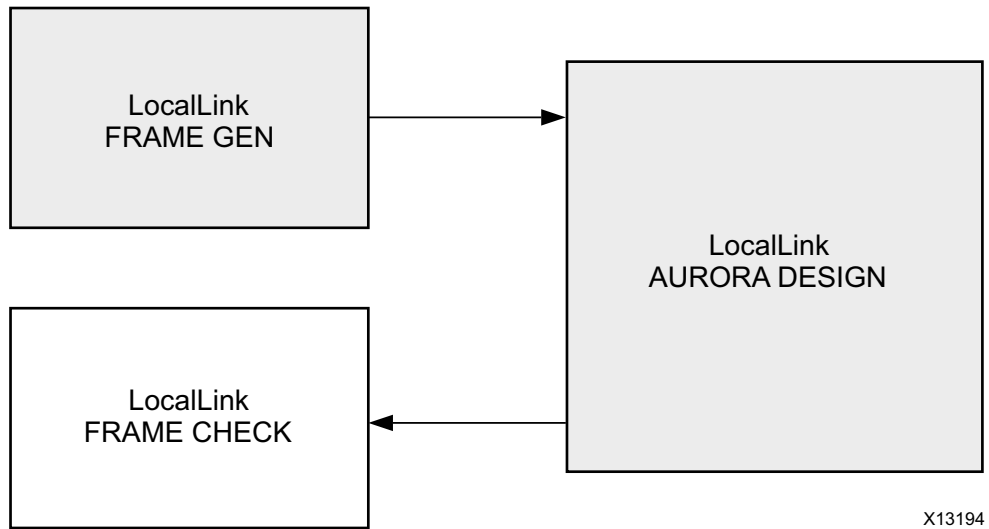 LocalLink
FRAME GEN
LocalLink
AURORA DESIGN
LocalLink
FRAME CHECK
X13194